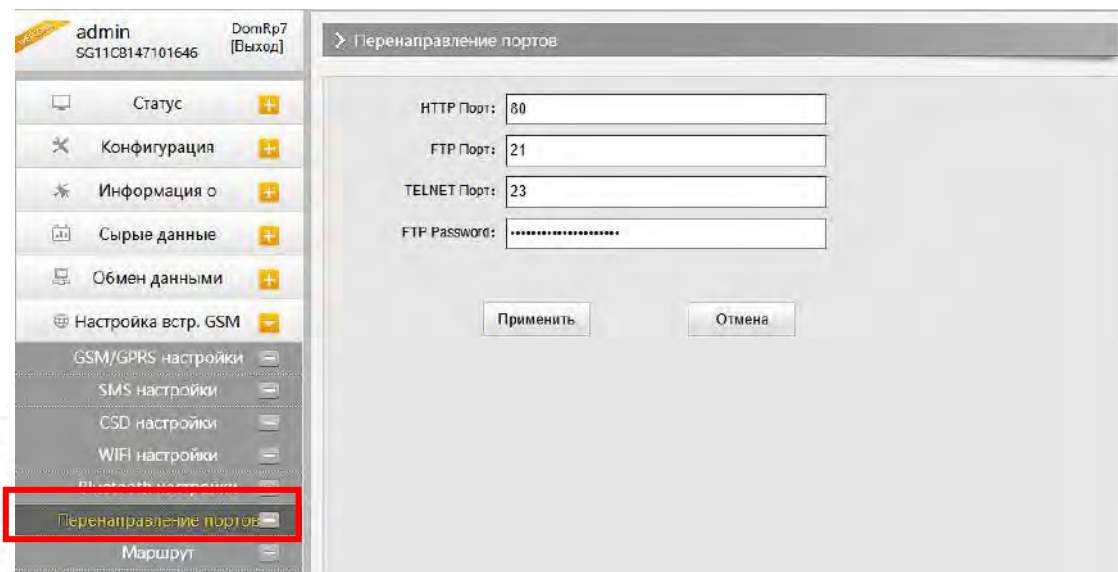 admin
DomRp7
SG11C8147101646
[Выход]
Статус
Конфигурация
Информация о
Сырые данные
Обмен данными
Настройка встр. GSM
GSM/GPRS настройки
SMS настройки
CSD настройки
WIFI настройки
Bluetooth настройки
Перенаправление портов
Маршрут
Перенаправление портов
HTTP Порт: 80
FTP Порт: 21
TELNET Порт: 23
FTP Password: •••••••••••••••••••••
Применить
Отмена